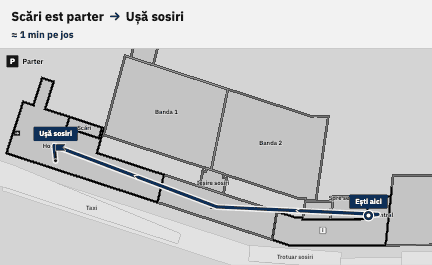 Scări est parter → Ușă sosiri
≈ 1 min pe jos
P Parter
Banda 1
Banda 2
Scări
Ușă sosiri
Ho
Ieșire sosiri
Ești aici
Taxi
i
Trotuar sosiri